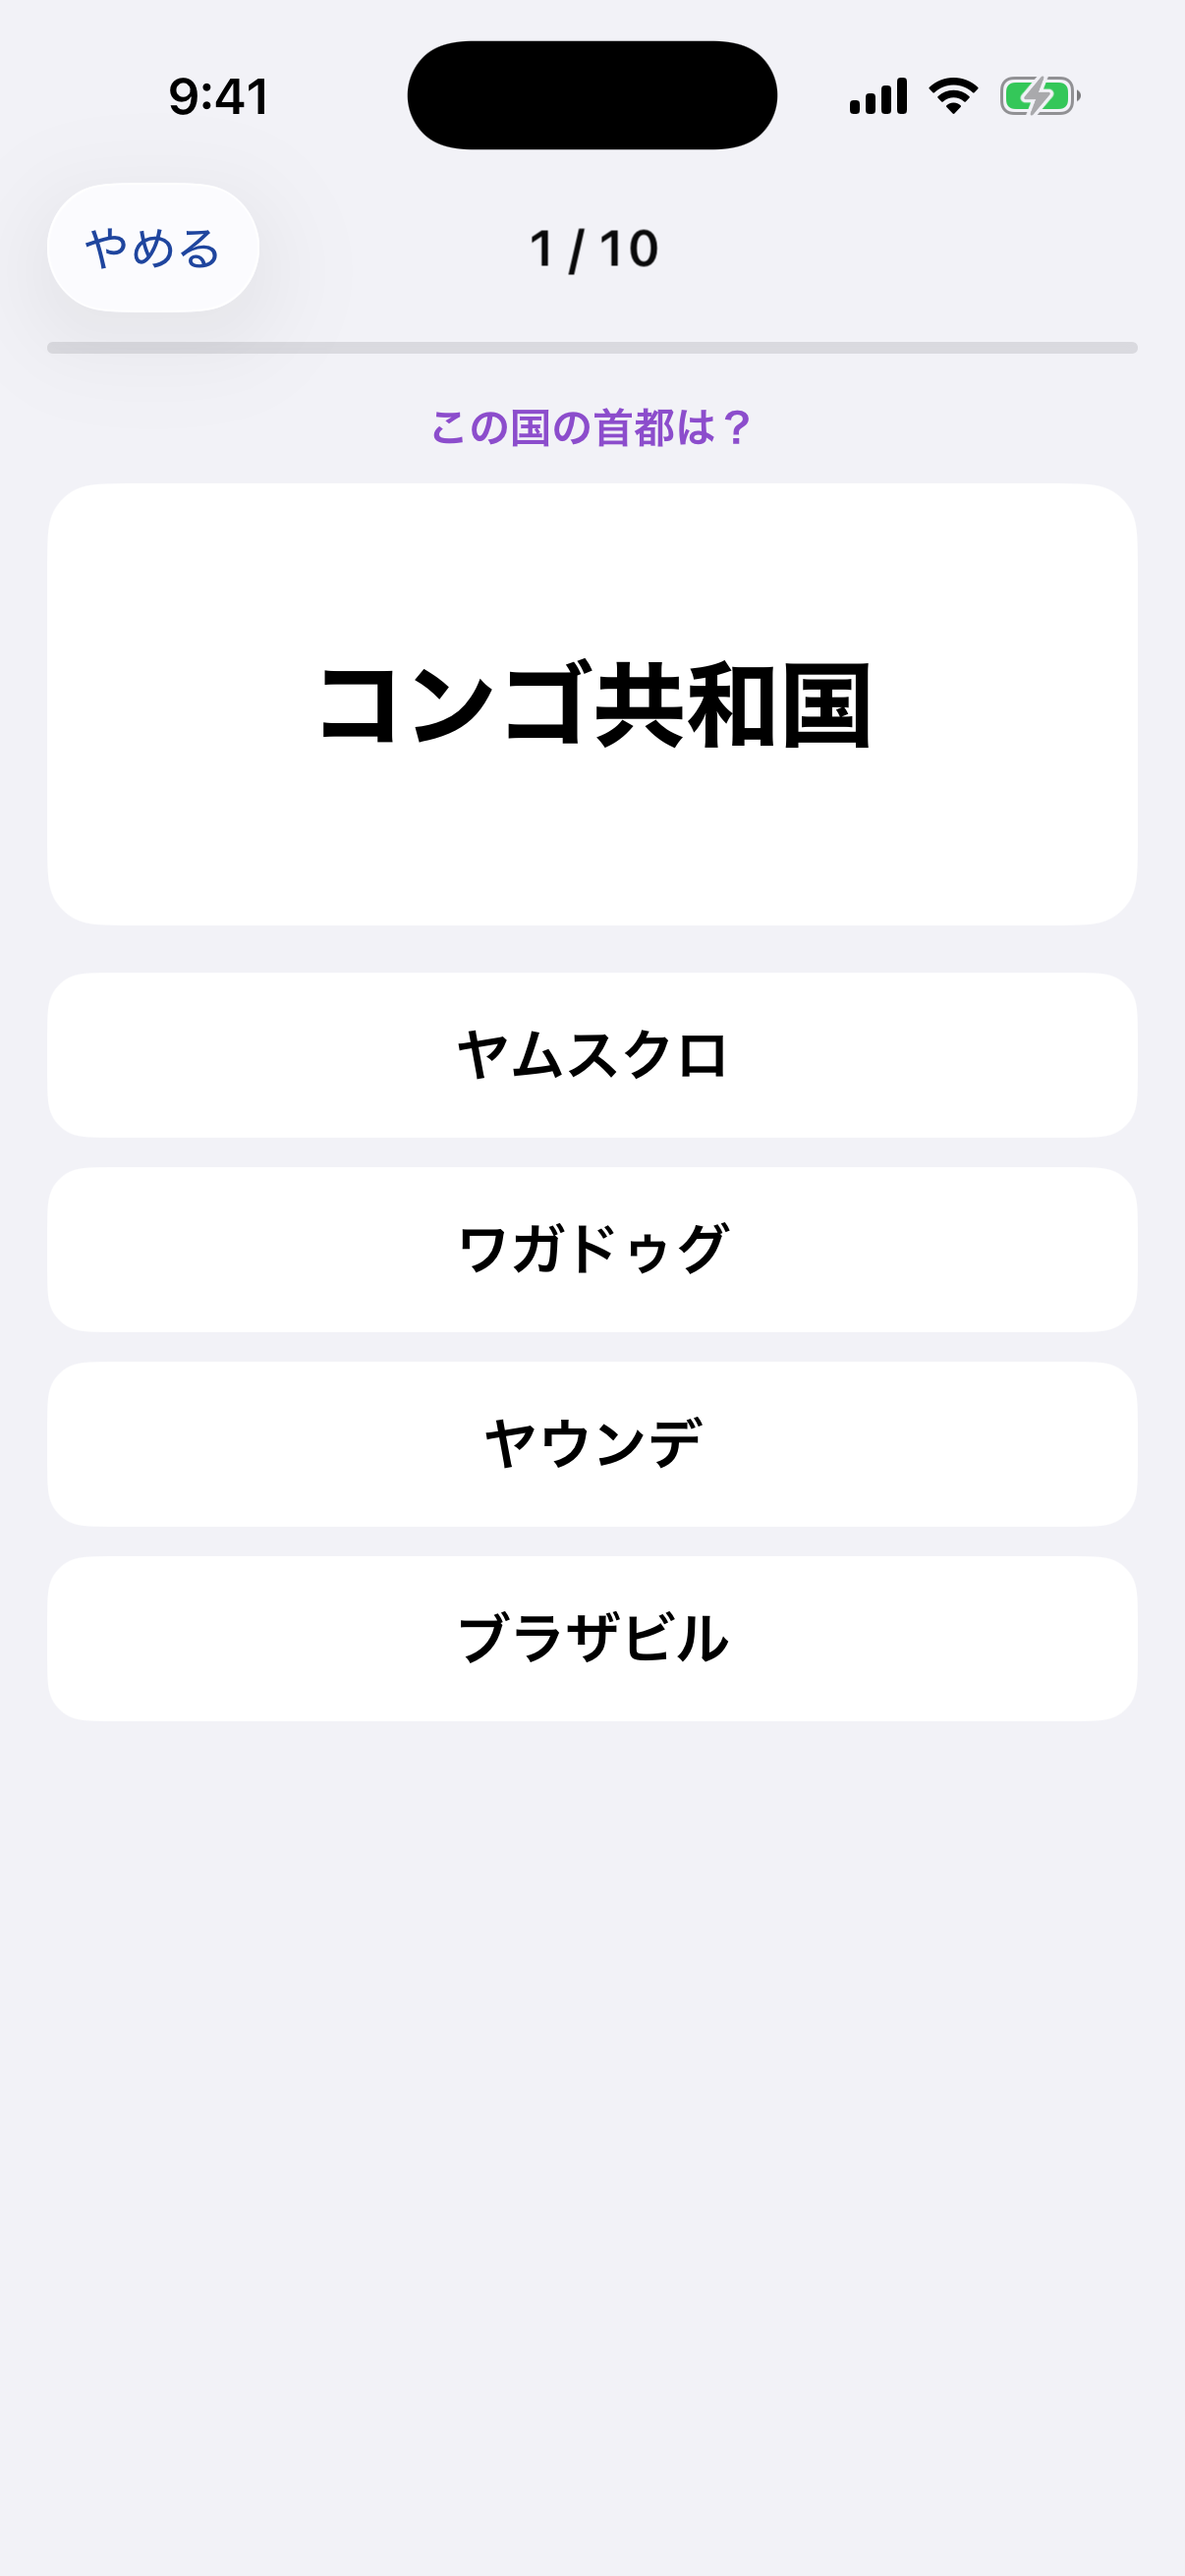 9:41
やめる
1 / 10
この国の首都は？
コンゴ共和国
ヤムスクロ
ワガドゥグ
ヤウンデ
ブラザビル